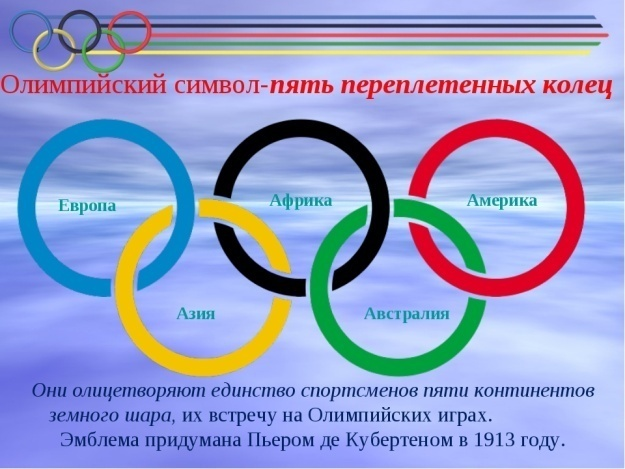 Олимпийский символ-пять переплетенных колец
Европа
Африка
Америка
Азия
Австралия
Они олицетворяют единство спортсменов пяти континентов
земного шара, их встречу на Олимпийских играх.
Эмблема придумана Пьером де Кубертеном в 1913 году.